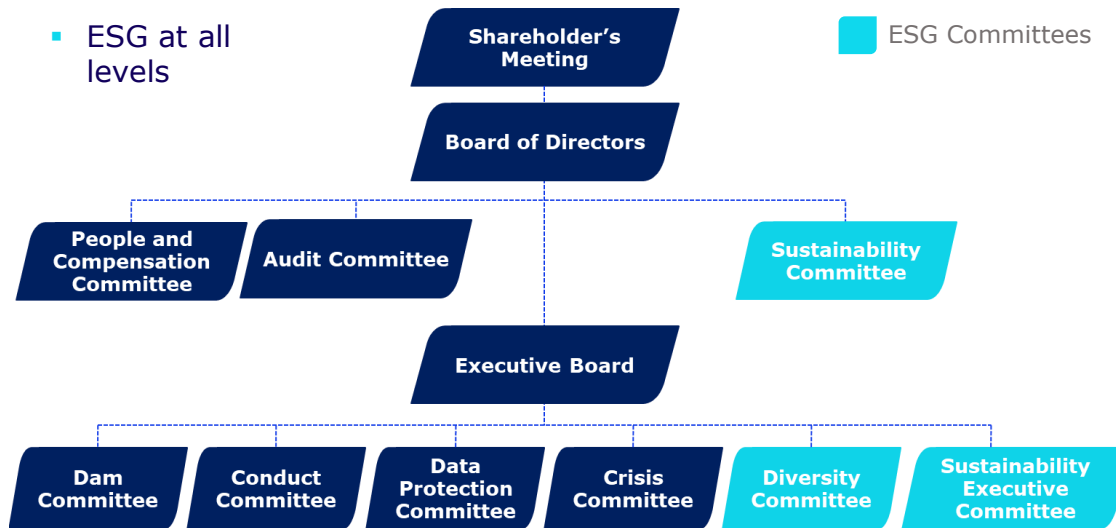 ESG at all
levels
Shareholder’s
Meeting
ESG Committees
Board of Directors
People and
Compensation
Committee
Audit Committee
Sustainability
Committee
Executive Board
Dam
Committee
Conduct
Committee
Data
Protection
Committee
Crisis
Committee
Diversity
Committee
Sustainability
Executive
Committee